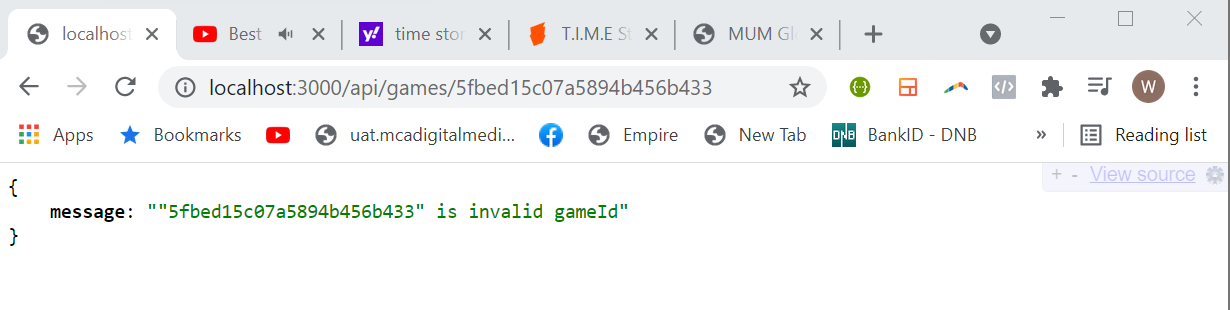 localhost
Best
time stor
T.I.M.E St
MUM Gl
localhost:3000/api/games/5fbed15c07a5894b456b433
W
Apps
Bookmarks
uat.mcadigitalmedi...
Empire
New Tab
DNB
BankID - DNB
»
Reading list
+ - View source
{
message: ""5fbed15c07a5894b456b433" is invalid gameId"
}